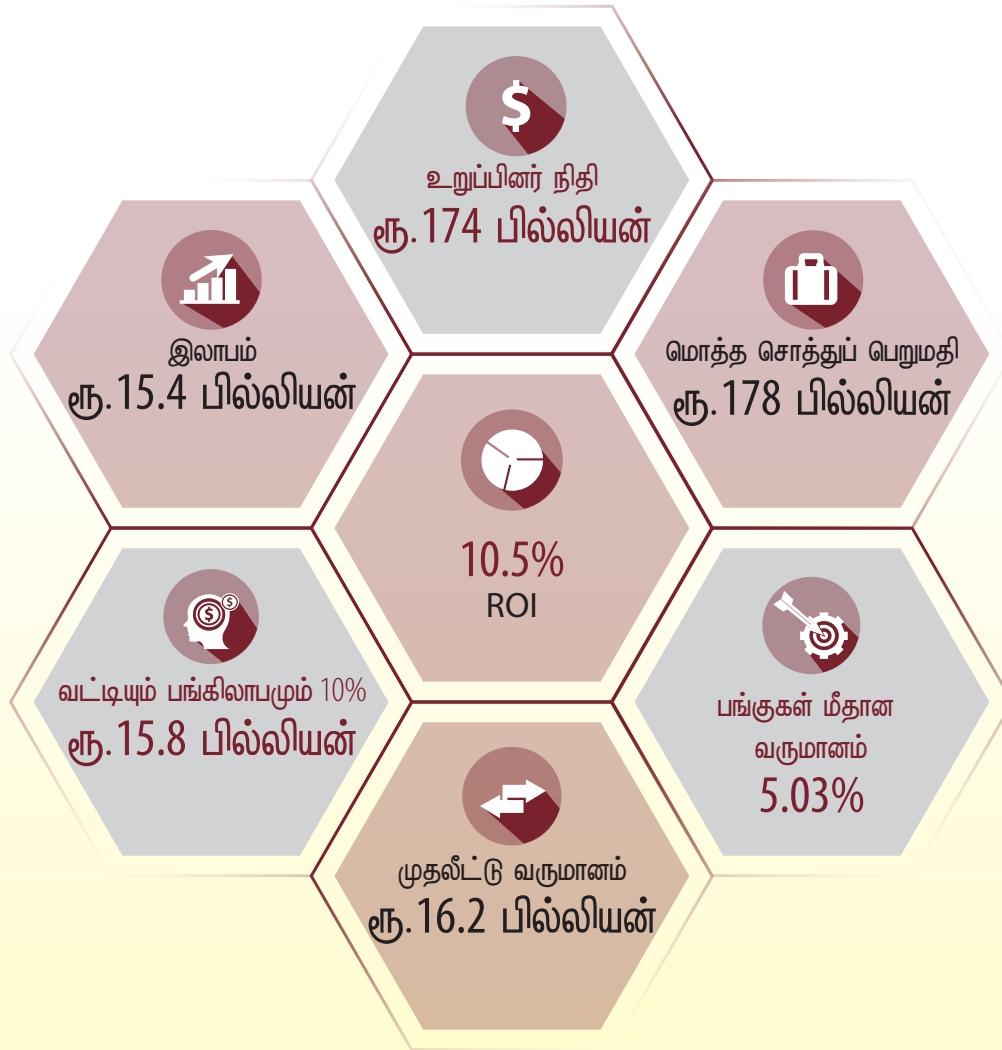 உறுப்பினர் நிதி
ரூ.174 பில்லியன்
இலாபம்
ரூ.15.4 பில்லியன்
மொத்த சொத்துப் பெறுமதி
ரூ.178 பில்லியன்
10.5%
ROI
வட்டியும் பங்கிலாபமும் 10%
ரூ.15.8 பில்லியன்
பங்குகள் மீதான
வருமானம்
5.03%
முதலீட்டு வருமானம்
ரூ.16.2 பில்லியன்